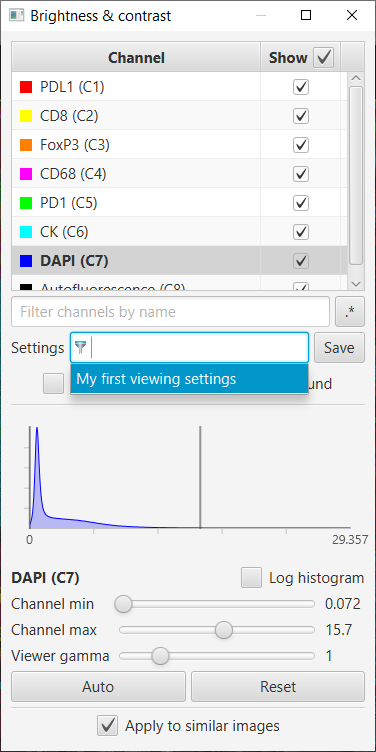 Brightness & contrast
Channel Show
PDL1 (C1)
CD8 (C2)
FoxP3 (C3)
CD68 (C4)
PD1 (C5)
CK (C6)
DAPI (C7)
Autofluorescence (C8)
Filter channels by name .*
Settings Save
My first viewing settings
0 29.357
DAPI (C7) Log histogram
Channel min 0.072
Channel max 15.7
Viewer gamma 1
Auto Reset
Apply to similar images